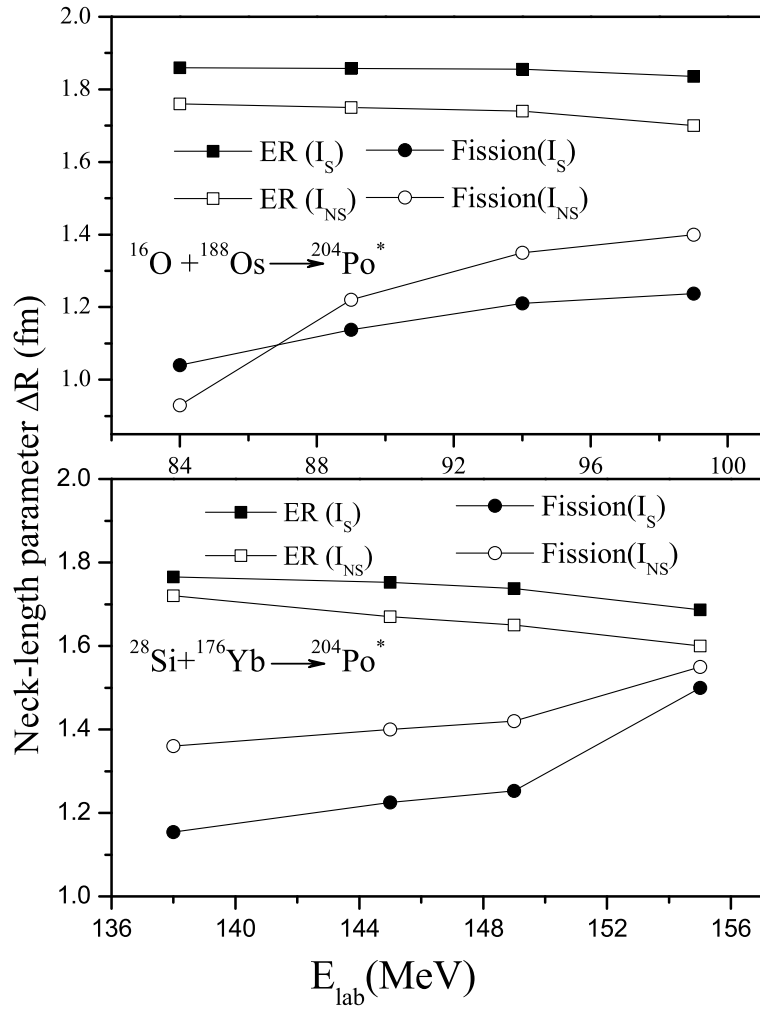 Neck-length parameter ΔR (fm)
2.0
1.8
1.6
1.4
1.2
1.0
ER (I_S) Fission(I_S)
ER (I_NS) Fission(I_NS)
^16O +^188Os ⟶ ^204Po^*
84 88 92 96 100
2.0
1.8
1.6
1.4
1.2
1.0
ER (I_S) Fission(I_S)
ER (I_NS) Fission(I_NS)
^28Si+^176Yb ⟶ ^204Po^*
136 140 144 148 152 156
E_lab(MeV)